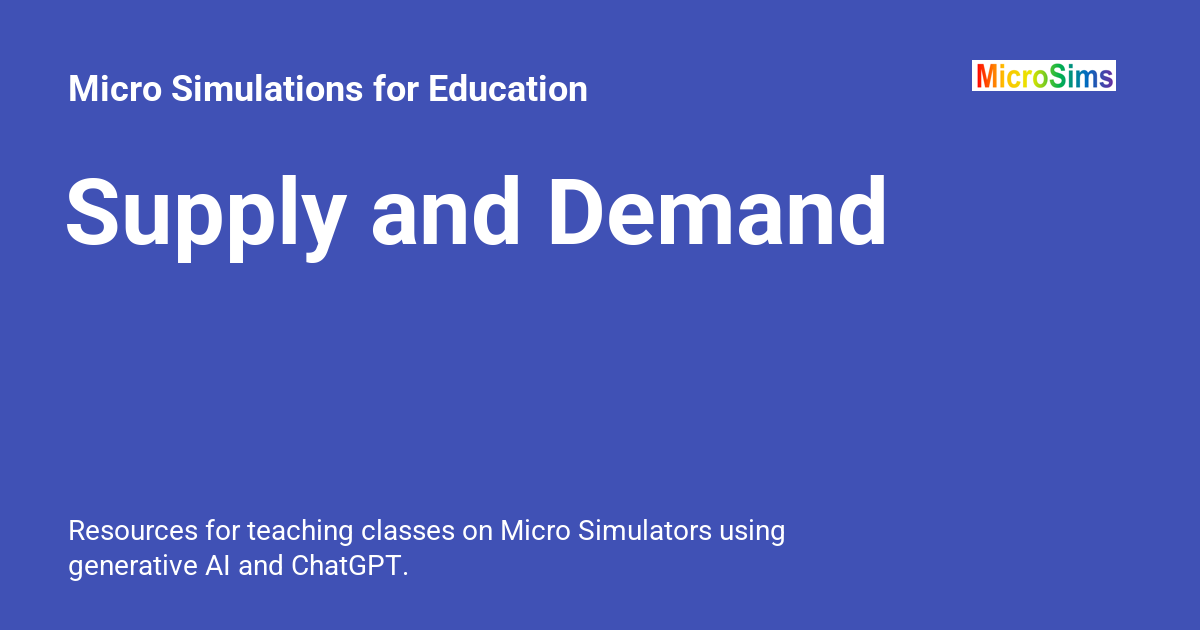 Micro Simulations for Education
MicroSims
Supply and Demand
Resources for teaching classes on Micro Simulators using
generative AI and ChatGPT.